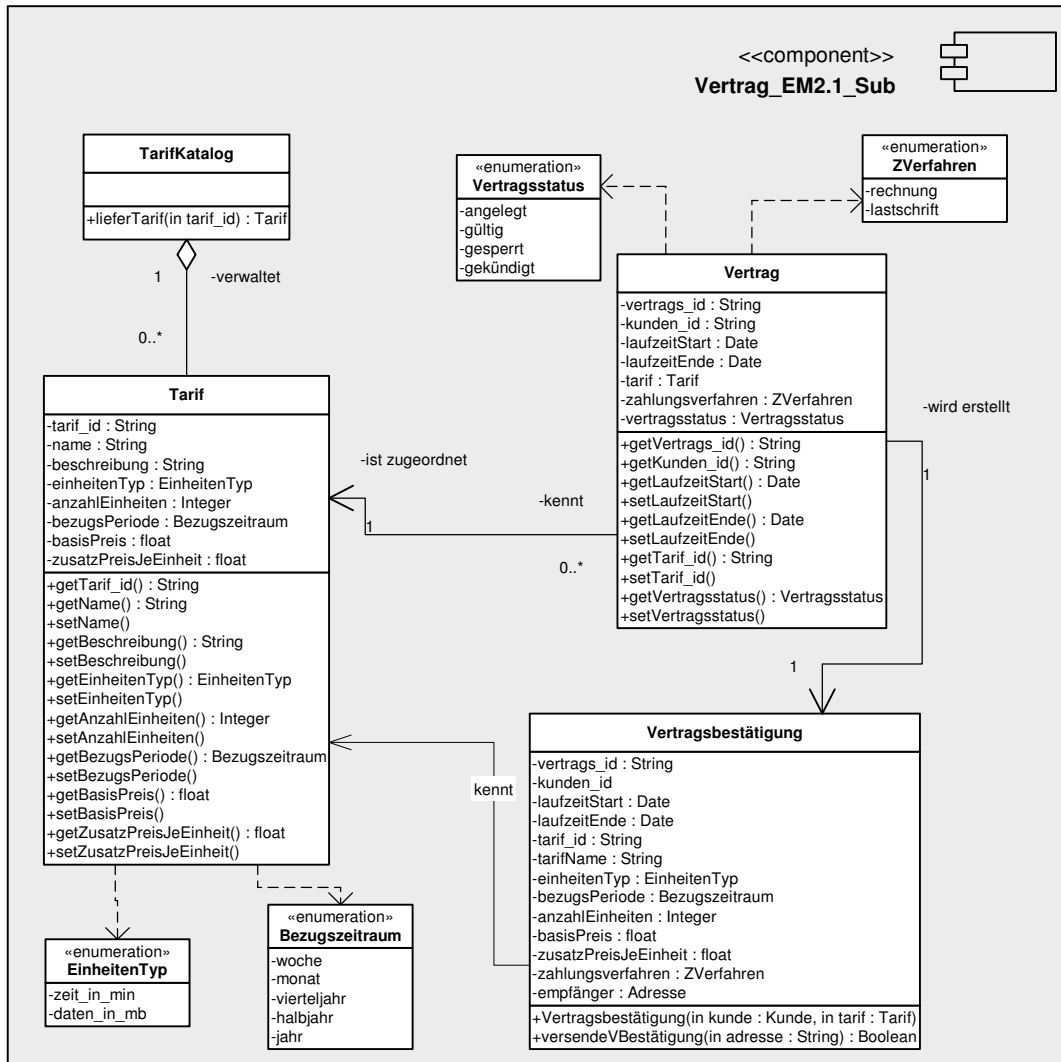 <<component>>
Vertrag_EM2.1_Sub
TarifKatalog
+lieferTarif(in tarif_id) : Tarif
1
-verwaltet
0..*
«enumeration»
Vertragsstatus
-angelegt
-gültig
-gesperrt
-gekündigt
«enumeration»
ZVerfahren
-rechnung
-lastschrift
Vertrag
-vertrags_id : String
-kunden_id : String
-laufzeitStart : Date
-laufzeitEnde : Date
-tarif : Tarif
-zahlungsverfahren : ZVerfahren
-vertragsstatus : Vertragsstatus
+getVertrags_id() : String
+getKunden_id() : String
+getLaufzeitStart() : Date
+setLaufzeitStart()
+getLaufzeitEnde() : Date
+setLaufzeitEnde()
+getTarif_id() : String
+setTarif_id()
+getVertragsstatus() : Vertragsstatus
+setVertragsstatus()
-wird erstellt
1
1
-ist zugeordnet
-kennt
1
0..*
Tarif
-tarif_id : String
-name : String
-beschreibung : String
-einheitenTyp : EinheitenTyp
-anzahlEinheiten : Integer
-bezugsPeriode : Bezugszeitraum
-basisPreis : float
-zusatzPreisJeEinheit : float
+getTarif_id() : String
+getName() : String
+setName()
+getBeschreibung() : String
+setBeschreibung()
+getEinheitenTyp() : EinheitenTyp
+setEinheitenTyp()
+getAnzahlEinheiten() : Integer
+setAnzahlEinheiten()
+getBezugsPeriode() : Bezugszeitraum
+setBezugsPeriode()
+getBasisPreis() : float
+setBasisPreis()
+getZusatzPreisJeEinheit() : float
+setZusatzPreisJeEinheit()
kennt
Vertragsbestätigung
-vertrags_id : String
-kunden_id
-laufzeitStart : Date
-laufzeitEnde : Date
-tarif_id : String
-tarifName : String
-einheitenTyp : EinheitenTyp
-bezugsPeriode : Bezugszeitraum
-anzahlEinheiten : Integer
-basisPreis : float
-zusatzPreisJeEinheit : float
-zahlungsverfahren : ZVerfahren
-empfänger : Adresse
+Vertragsbestätigung(in kunde : Kunde, in tarif : Tarif)
+versendeVBestätigung(in adresse : String) : Boolean
«enumeration»
EinheitenTyp
-zeit_in_min
-daten_in_mb
«enumeration»
Bezugszeitraum
-woche
-monat
-vierteljahr
-halbjahr
-jahr